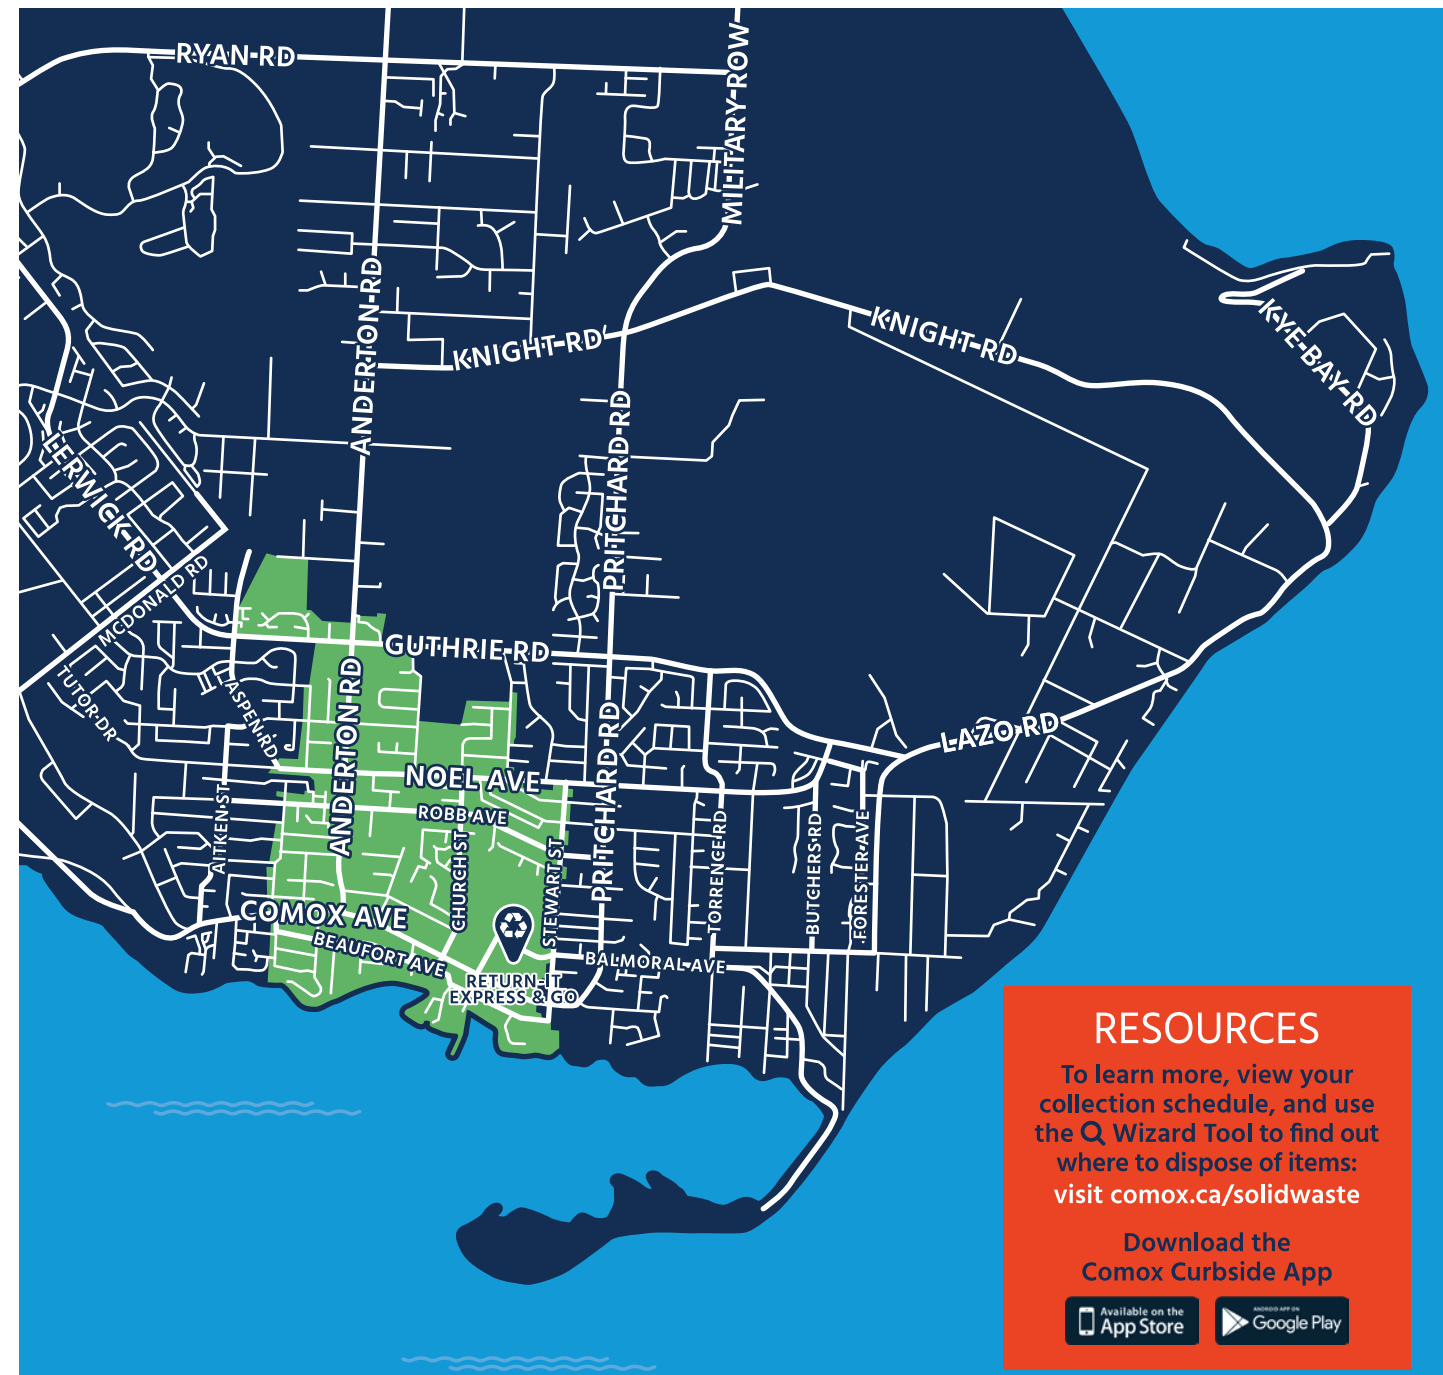 RYAN RD
MILITARY ROW
ANDERTON RD
KNIGHT RD
KNIGHT RD
KYE BAY RD
PRITCHARD RD
LERWICK RD
MCDONALD RD
GUTHRIE RD
TUTOR DR
ASPEN RD
ANDERTON RD
PRITCHARD RD
LAZO RD
NOEL AVE
ROBB AVE
AITKEN ST
CHURCH ST
STEWART ST
TORRENCE RD
BUTCHERS RD
FORESTER AVE
COMOX AVE
BEAUFORT AVE
BALMORAL AVE
RETURN-IT
EXPRESS & GO
RESOURCES
To learn more, view your
collection schedule, and use
the Wizard Tool to find out
where to dispose of items:
visit comox.ca/solidwaste
Download the
Comox Curbside App
Available on the
App Store
ANDROID APP ON
Google Play